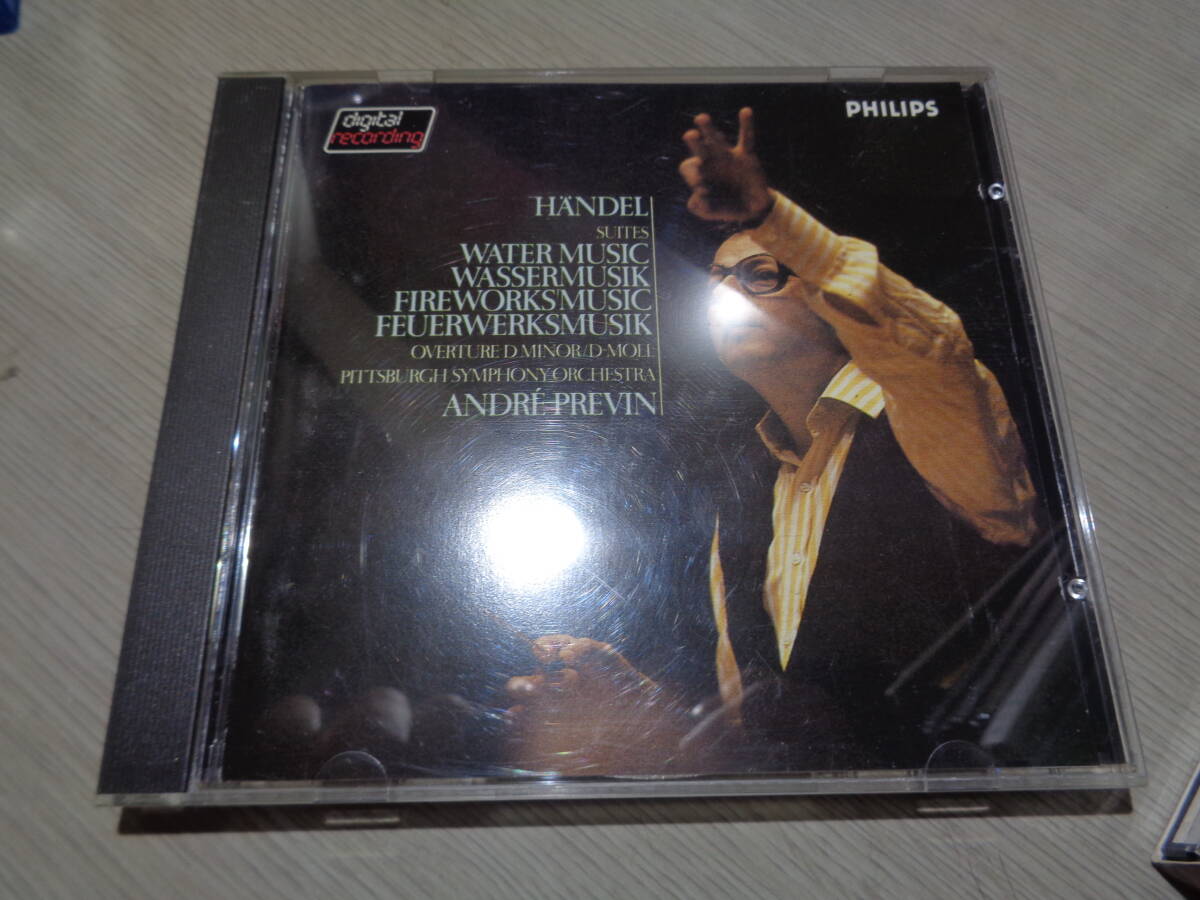 digital
recording
PHILIPS
HÄNDEL
SUITES
WATER MUSIC
WASSERMUSIK
FIREWORKS MUSIC
FEUERWERKSMUSIK
OVERTURE D MINOR/D-MOLL
PITTSBURGH SYMPHONY ORCHESTRA
ANDRÉ PREVIN